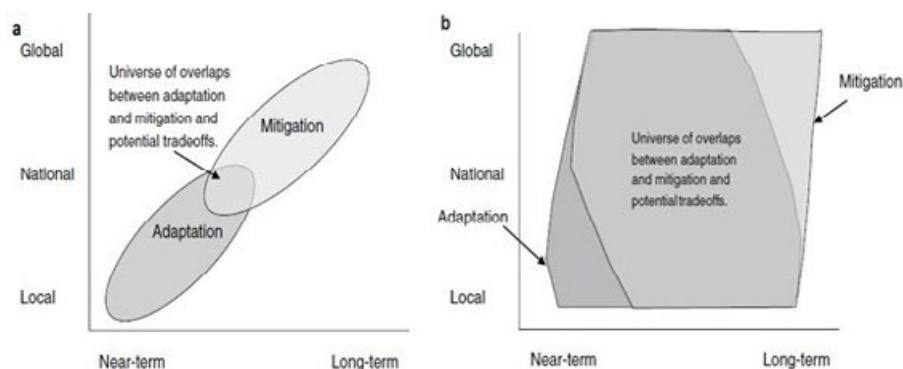 a
Global
Universe of overlaps
between adaptation
and mitigation and
potential tradeoffs.
Mitigation
National
Adaptation
Local
Near-term
Long-term
b
Global
Mitigation
Universe of overlaps
between adaptation
and mitigation and
potential tradeoffs.
National
Adaptation
Local
Near-term
Long-term